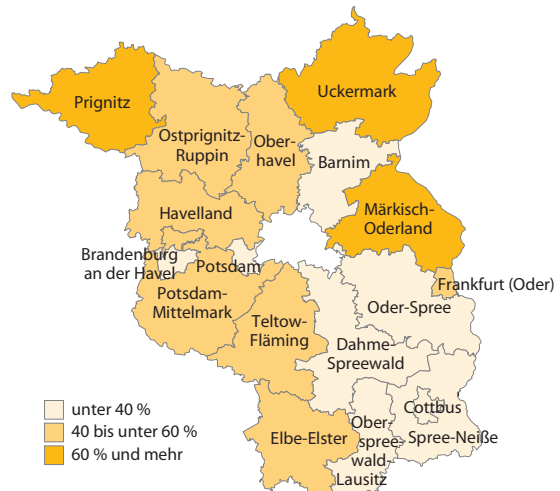 Prignitz
Uckermark
Ostprignitz-
Ruppin
Ober-
havel
Barnim
Havelland
Märkisch-
Oderland
Brandenburg
an der Havel
Potsdam
Frankfurt (Oder)
Potsdam-
Mittelmark
Teltow-
Fläming
Oder-Spree
Dahme-
Spreewald
Cottbus
Elbe-Elster
Ober-
spree-
wald-
Lausitz
Spree-Neiße
unter 40 %
40 bis unter 60 %
60 % und mehr